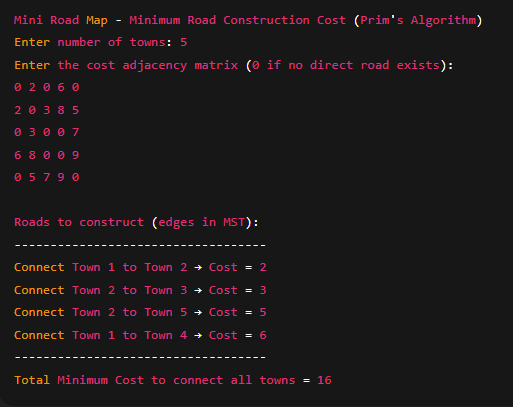 Mini Road Map - Minimum Road Construction Cost (Prim's Algorithm)
Enter number of towns: 5
Enter the cost adjacency matrix (0 if no direct road exists):
0 2 0 6 0
2 0 3 8 5
0 3 0 0 7
6 8 0 0 9
0 5 7 9 0
Roads to construct (edges in MST):
-----------------------------------
Connect Town 1 to Town 2 → Cost = 2
Connect Town 2 to Town 3 → Cost = 3
Connect Town 2 to Town 5 → Cost = 5
Connect Town 1 to Town 4 → Cost = 6
-----------------------------------
Total Minimum Cost to connect all towns = 16